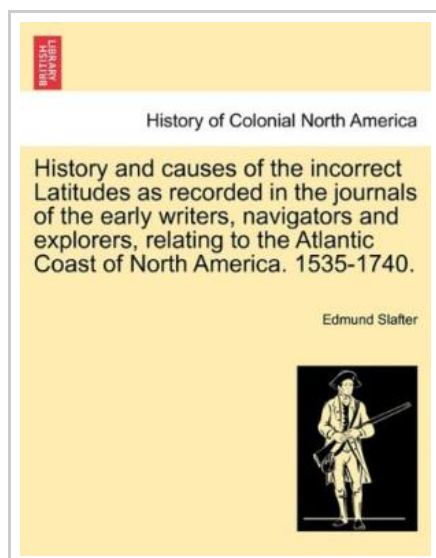 BRITISH
LIBRARY
History of Colonial North America
History and causes of the incorrect
Latitudes as recorded in the journals
of the early writers, navigators and
explorers, relating to the Atlantic
Coast of North America. 1535-1740.
Edmund Slafter